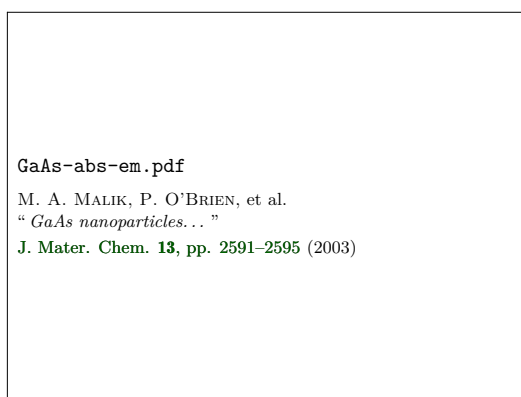 GaAs-abs-em.pdf
M. A. MALIK, P. O'BRIEN, et al.
“ GaAs nanoparticles... ”
J. Mater. Chem. 13, pp. 2591–2595 (2003)